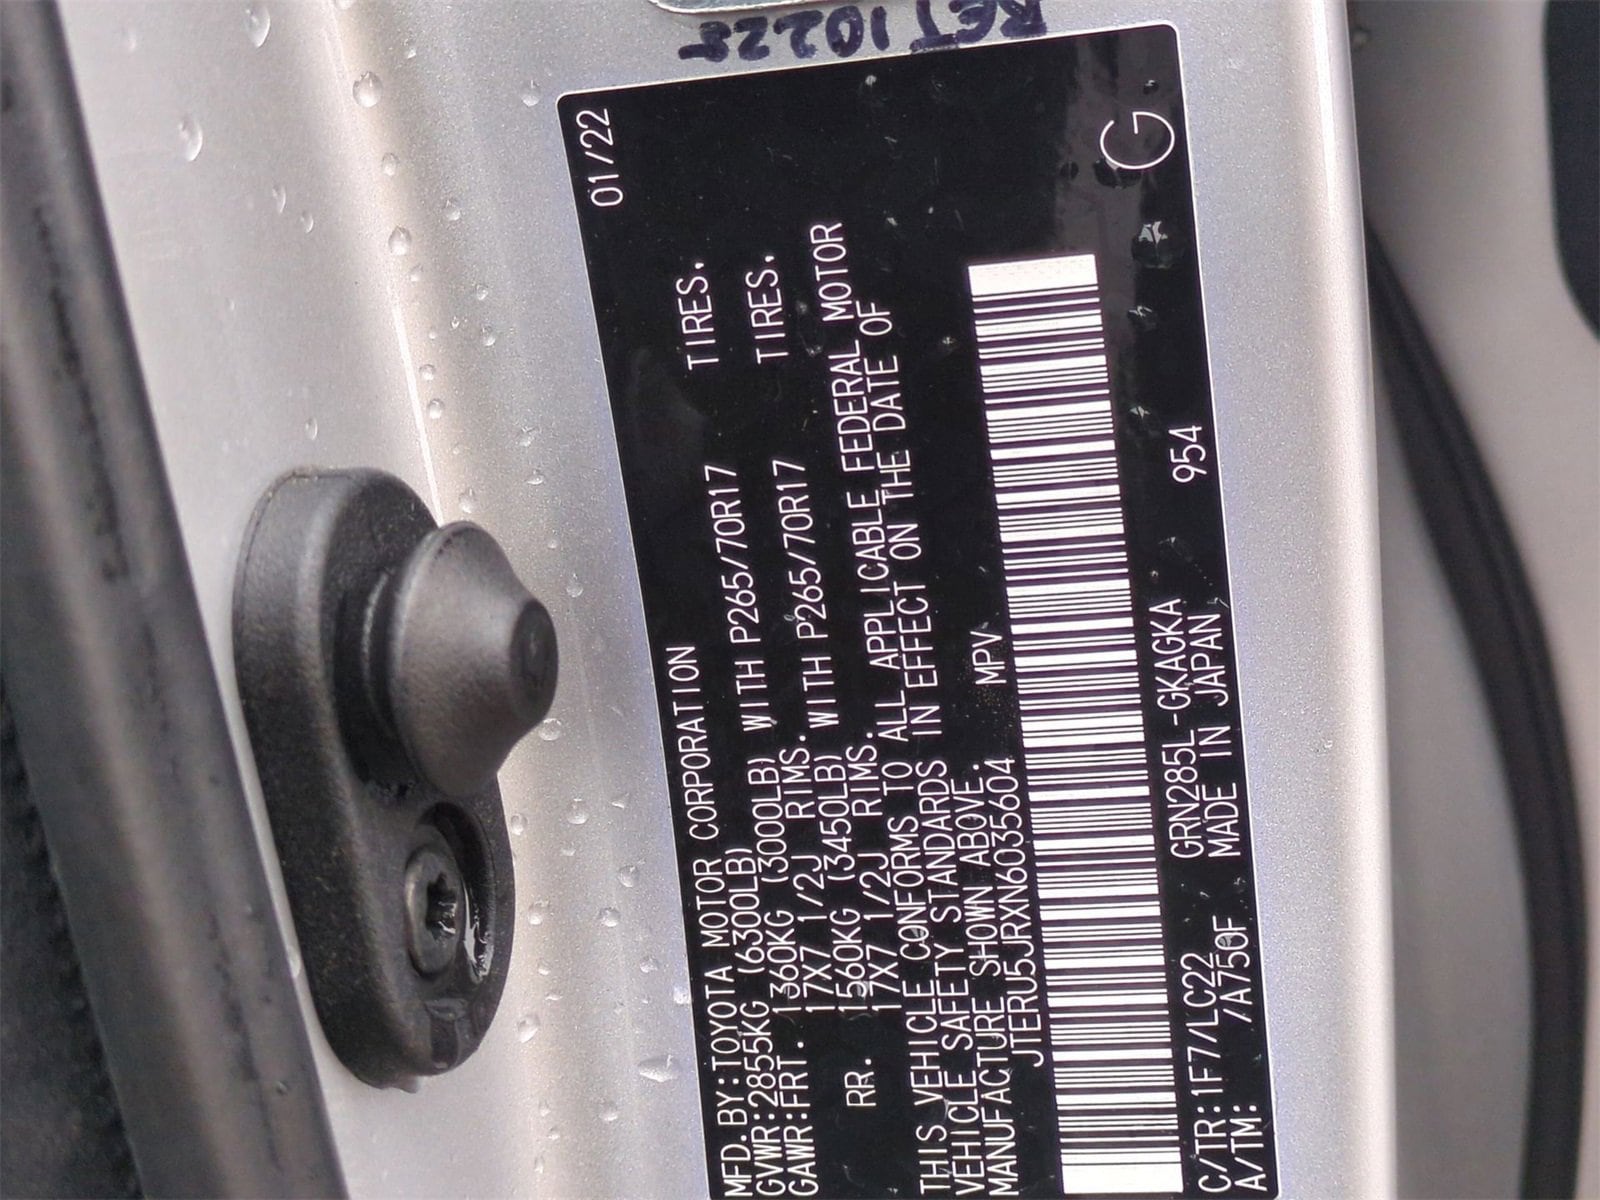 RCT10228
MFD.BY:TOYOTA MOTOR CORPORATION 01/22
GVWR:2855KG (6300LB)
GAWR:FRT. 1360KG (3000LB) WITH P265/70R17 TIRES,
17X7 1/2J RIMS.
RR. 1560KG (3450LB) WITH P265/70R17 TIRES,
17X7 1/2J RIMS.
THIS VEHICLE CONFORMS TO ALL APPLICABLE FEDERAL MOTOR
VEHICLE SAFETY STANDARDS IN EFFECT ON THE DATE OF
MANUFACTURE SHOWN ABOVE.
JTERU5JRXN6035604 MPV
C/TR:1F7/LC22 GRN285L-GKAGKA 954
A/TM: /A750F MADE IN JAPAN
G